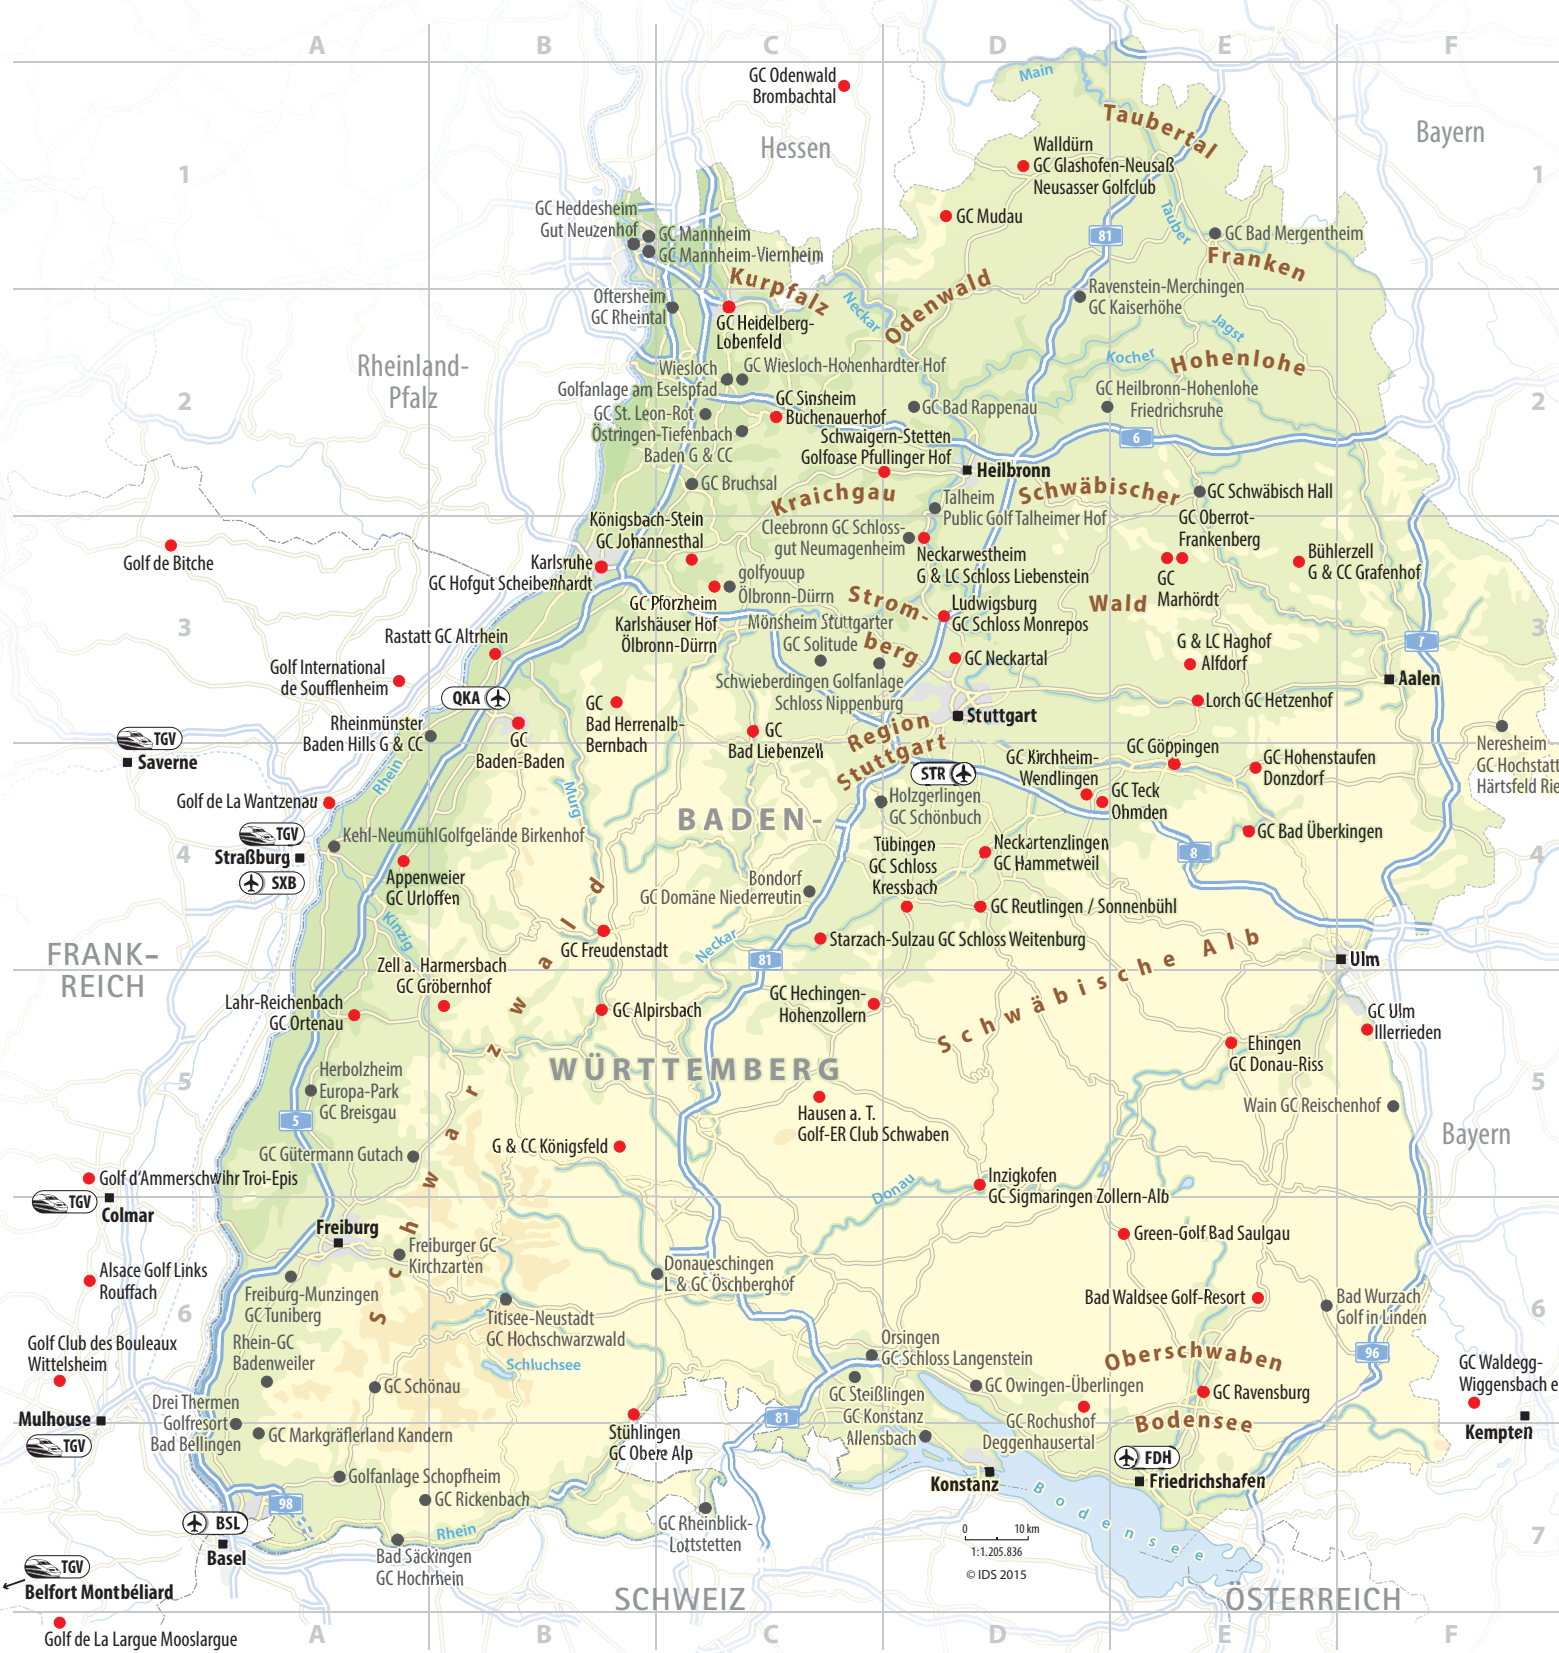 A
B
C
D
E
F
GC Odenwald
Brombachtal
Main
Taubertal
Hessen
Bayern
Walldürn
GC Glashofen-Neusaß
Neusasser Golfclub
1
1
GC Mudau
Tauber
81
GC Bad Mergentheim
Franken
GC Heddesheim
Gut Neuzenhof
GC Mannheim
GC Mannheim-Viernheim
Kurpfalz
Neckar
Odenwald
Oftersheim
GC Rheintal
GC Heidelberg-
Lobenfeld
Ravenstein-Merchingen
GC Kaiserhöhe
Jagst
Kocher
Hohenlohe
Rheinland-
Pfalz
Wiesloch
Golfanlage am Eselspfad
GC Wiesloch-Hohenhardter Hof
GC Heilbronn-Hohenlohe
Friedrichsruhe
2
2
GC St. Leon-Rot
GC Sinsheim
Buchenauerhof
GC Bad Rappenau
Östringen-Tiefenbach
Baden G & CC
Schwaigern-Stetten
Golfoase Pfullinger Hof
6
Heilbronn
GC Bruchsal
Kraichgau
Talheim
Public Golf Talheimer Hof
Schwäbischer
Wald
GC Schwäbisch Hall
Königsbach-Stein
GC Johannesthal
Cleebronn GC Schloss-
gut Neumagenheim
GC Oberrot-
Frankenberg
Golf de Bitche
Karlsruhe
GC Hofgut Scheibenhardt
Neckarwestheim
G & LC Schloss Liebenstein
GC
Marhördt
Bühlerzell
G & CC Grafenhof
golfyouup
Ölbronn-Dürrn
GC Pforzheim
Karlshäuser Hof
Ölbronn-Dürrn
Strom-
berg
Ludwigsburg
GC Schloss Monrepos
3
3
Mönsheim Stuttgarter
GC Solitude
Rastatt GC Altrhein
GC Neckartal
G & LC Haghof
Alfdorf
7
Aalen
Golf International
de Soufflenheim
Schwieberdingen Golfanlage
Schloss Nippenburg
QKA
GC
Bad Herrenalb-
Bernbach
Lorch GC Hetzenhof
Rheinmünster
Baden Hills G & CC
GC
Baden-Baden
GC
Bad Liebenzell
Region
Stuttgart
Stuttgart
Neresheim
GC Hochstatt
Härtsfeld Rie
TGV
Saverne
GC Kirchheim-
Wendlingen
GC Göppingen
GC Hohenstaufen
Donzdorf
STR
Rhein
Murg
Golf de La Wantzenau
Holzgerlingen
GC Schönbuch
GC Teck
Ohmden
BADEN-
TGV
Straßburg
SXB
Kehl-Neumühl Golfgelände Birkenhof
GC Bad Überkingen
4
4
Tübingen
GC Schloss
Kressbach
Neckartenzlingen
GC Hammetweil
8
Appenweier
GC Urloffen
Bondorf
GC Domäne Niederreutin
GC Reutlingen / Sonnenbühl
Kinzig
Schwarzwald
GC Freudenstadt
Neckar
Starzach-Sulzau GC Schloss Weitenburg
Schwäbische Alb
FRANK-
REICH
81
Ulm
Zell a. Harmersbach
GC Gröbernhof
Lahr-Reichenbach
GC Ortenau
GC Alpirsbach
GC Hechingen-
Hohenzollern
GC Ulm
Illerrieden
Ehingen
GC Donau-Riss
WÜRTTEMBERG
5
5
Herbolzheim
Europa-Park
GC Breisgau
5
Hausen a. T.
Golf-ER Club Schwaben
Wain GC Reischenhof
Bayern
GC Gütermann Gutach
G & CC Königsfeld
Golf d'Ammerschwihr Troi-Epis
Inzigkofen
GC Sigmaringen Zollern-Alb
Donau
TGV
Colmar
Freiburg
Green-Golf Bad Saulgau
Freiburger GC
Kirchzarten
Alsace Golf Links
Rouffach
Donaueschingen
L & GC Öschberghof
Freiburg-Munzingen
GC Tuniberg
Bad Waldsee Golf-Resort
Bad Wurzach
Golf in Linden
6
6
Titisee-Neustadt
GC Hochschwarzwald
Schluchsee
Golf Club des Bouleaux
Wittelsheim
Rhein-GC
Badenweiler
Orsingen
GC Schloss Langenstein
Oberschwaben
96
GC Waldegg-
Wiggensbach e
GC Schönau
GC Steißlingen
GC Owingen-Überlingen
GC Ravensburg
Mulhouse
TGV
Drei Thermen
Golfresort
Bad Bellingen
GC Markgräflerland Kandern
Stühlingen
GC Obere Alp
81
GC Konstanz
Allensbach
GC Rochushof
Deggenhausertal
Bodensee
Kempten
Golfanlage Schopfheim
FDH
Friedrichshafen
Konstanz
98
GC Rickenbach
GC Rheinblick-
Lottstetten
Bodensee
BSL
Basel
Rhein
Bad Säckingen
GC Hochrhein
0 10 km
1:1.205.836
© IDS 2015
7
TGV
Belfort Montbéliard
SCHWEIZ
ÖSTERREICH
Golf de La Largue Mooslargue
A
B
C
D
E
F